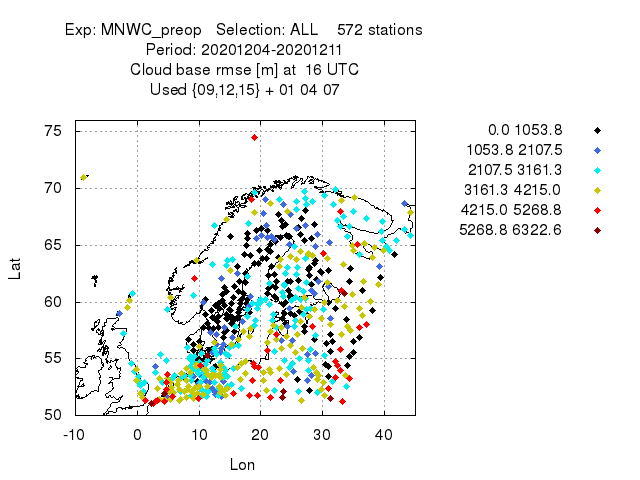 Exp: MNWC_preop   Selection: ALL    572 stations
Period: 20201204-20201211
Cloud base rmse [m] at  16 UTC
Used {09,12,15} + 01 04 07
0.0 1053.8
1053.8 2107.5
2107.5 3161.3
3161.3 4215.0
4215.0 5268.8
5268.8 6322.6
75
70
65
60
55
50
Lat
-10 0 10 20 30 40
Lon